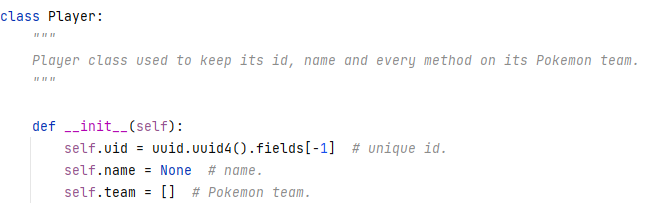 class Player:
    """
    Player class used to keep its id, name and every method on its Pokemon team.
    """
    def __init__(self):
        self.uid = uuid.uuid4().fields[-1]  # unique id.
        self.name = None  # name.
        self.team = []  # Pokemon team.